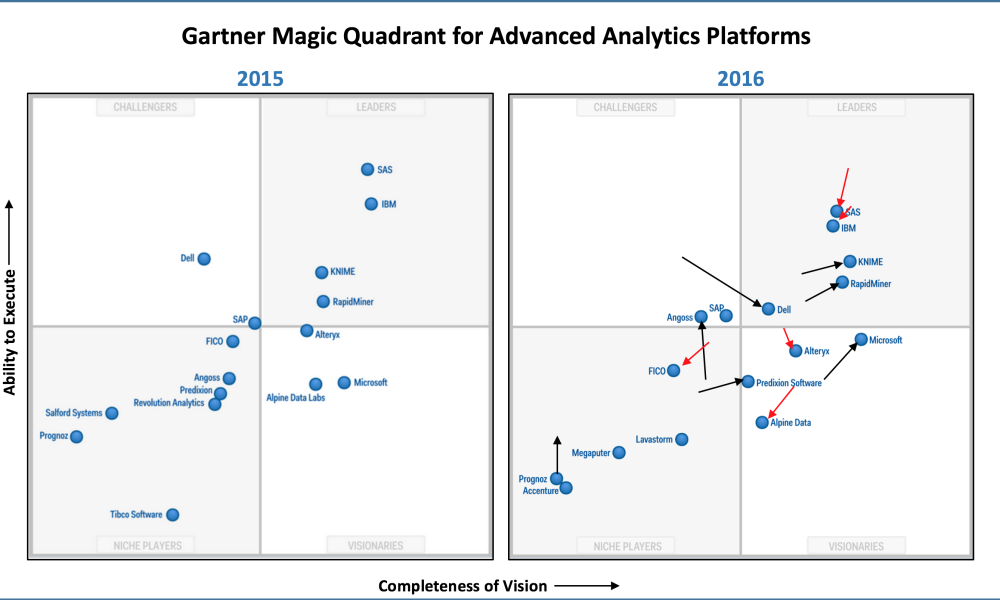 Gartner Magic Quadrant for Advanced Analytics Platforms
2015
CHALLENGERS
LEADERS
SAS
IBM
Dell
KNIME
RapidMiner
SAP
Alteryx
FICO
Angoss
Predixion
Revolution Analytics
Microsoft
Alpine Data Labs
Salford Systems
Prognoz
Tibco Software
NICHE PLAYERS
VISIONARIES
2016
CHALLENGERS
LEADERS
SAS
IBM
KNIME
RapidMiner
SAP
Dell
Angoss
Microsoft
Alteryx
FICO
Predixion Software
Alpine Data
Lavastorm
Megaputer
Prognoz
Accenture
NICHE PLAYERS
VISIONARIES
Ability to Execute
Completeness of Vision